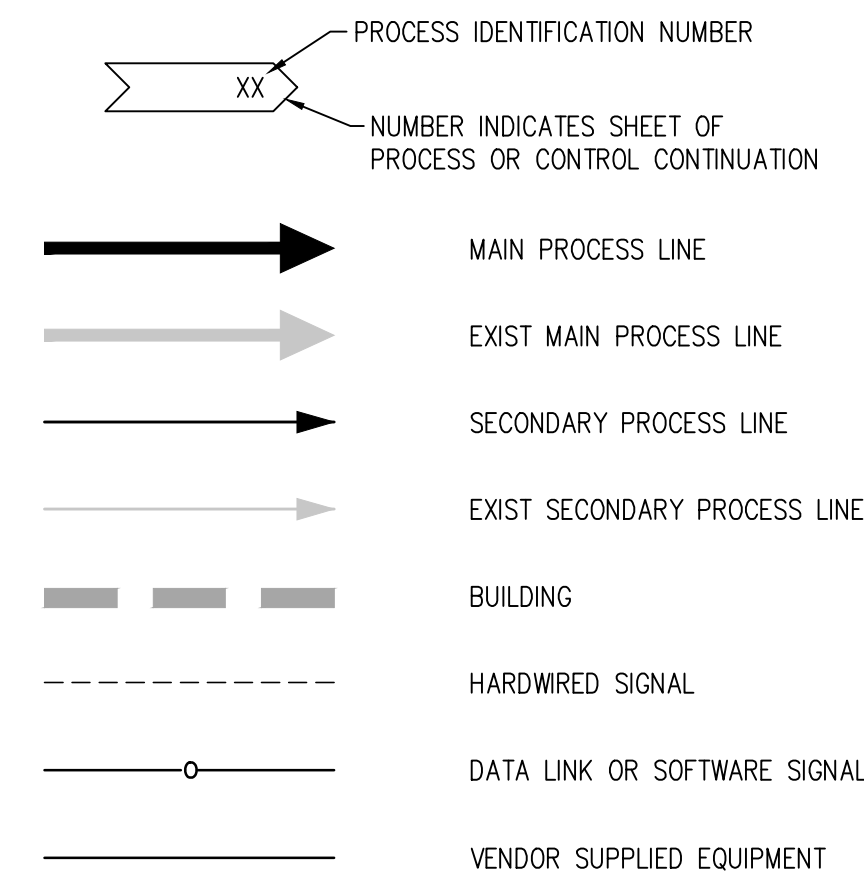 PROCESS IDENTIFICATION NUMBER
XX
NUMBER INDICATES SHEET OF
PROCESS OR CONTROL CONTINUATION
MAIN PROCESS LINE
EXIST MAIN PROCESS LINE
SECONDARY PROCESS LINE
EXIST SECONDARY PROCESS LINE
BUILDING
HARDWIRED SIGNAL
DATA LINK OR SOFTWARE SIGNAL
VENDOR SUPPLIED EQUIPMENT